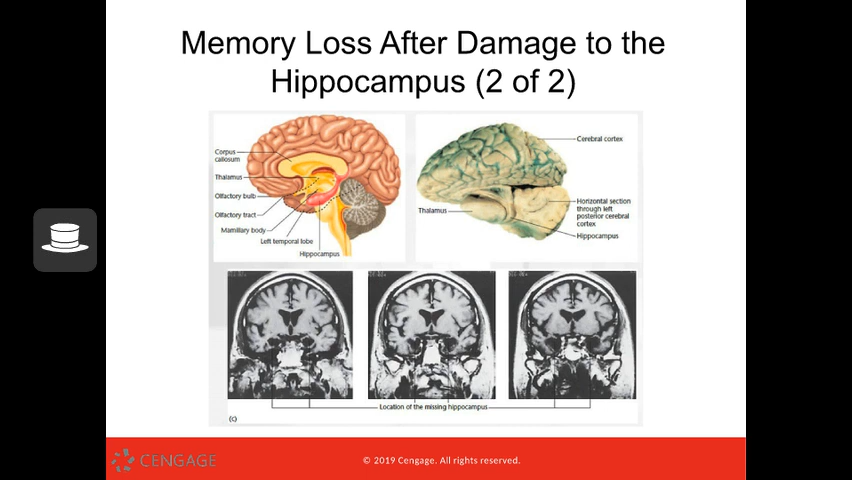 Memory Loss After Damage to the
Hippocampus (2 of 2)
Corpus
callosum
Thalamus
Olfactory bulb
Olfactory tract
Mamillary body
Left temporal lobe
Hippocampus
Cerebral cortex
Thalamus
Horizontal section
through left
posterior cerebral
cortex
Hippocampus
Location of the missing hippocampus
(c)
CENGAGE
© 2019 Cengage. All rights reserved.